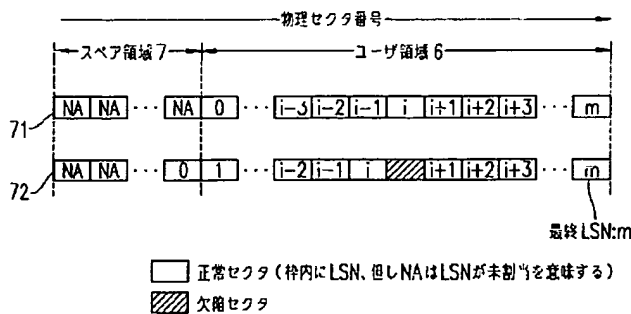 物理セクタ番号
スペア領域7 ユーザ領域6
71 NA NA ··· NA 0 ··· i-3 i-2 i-1 i i+1 i+2 i+3 ··· m
72 NA NA ··· 0 1 ··· i-2 i-1 i i+1 i+2 i+3 ··· m
最終LSN:m
正常セクタ(枠内にLSN、但しNAはLSNが未割当を意味する)
欠陥セクタ